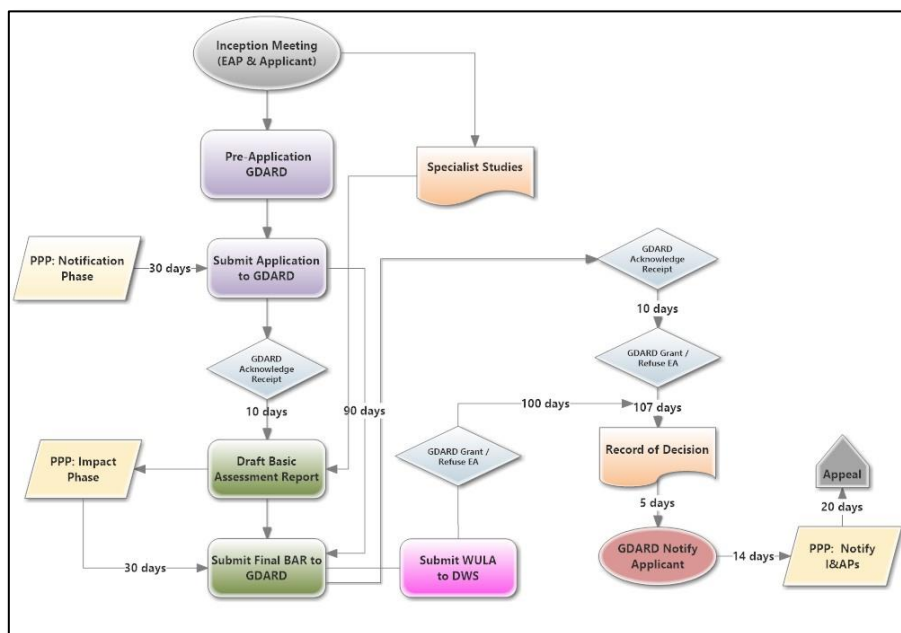 Inception Meeting
(EAP & Applicant)
Pre-Application
GDARD
Specialist Studies
PPP: Notification
Phase
30 days
Submit Application
to GDARD
GDARD
Acknowledge
Receipt
GDARD
Acknowledge
Receipt
10 days
GDARD Grant /
Refuse EA
10 days
90 days
100 days
107 days
PPP: Impact
Phase
Draft Basic
Assessment Report
GDARD Grant /
Refuse EA
Record of Decision
Appeal
5 days
20 days
30 days
Submit Final BAR to
GDARD
Submit WULA
to DWS
GDARD Notify
Applicant
14 days
PPP: Notify
I&APs